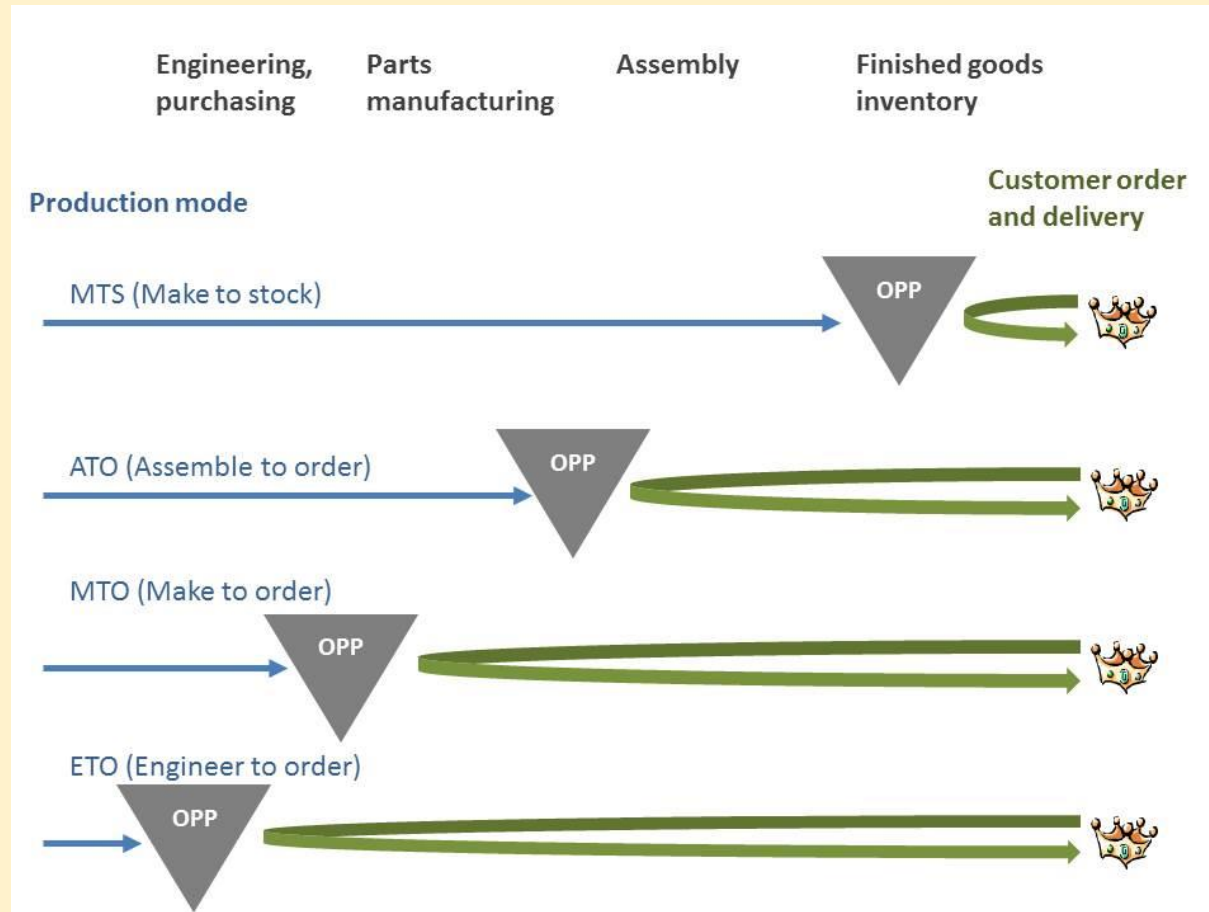 Engineering,
purchasing
Parts
manufacturing
Assembly
Finished goods
inventory
Customer order
and delivery
Production mode
MTS (Make to stock)
OPP
ATO (Assemble to order)
OPP
MTO (Make to order)
OPP
ETO (Engineer to order)
OPP